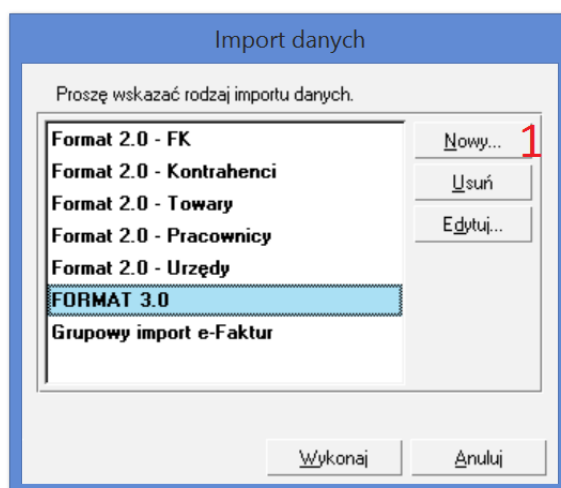 Import danych
Proszę wskazać rodzaj importu danych.
Format 2.0 - FK
Format 2.0 - Kontrahenci
Format 2.0 - Towary
Format 2.0 - Pracownicy
Format 2.0 - Urzędy
FORMAT 3.0
Grupowy import e-Faktur
Nowy... 1
Usuń
Edytuj...
Wykonaj
Anuluj